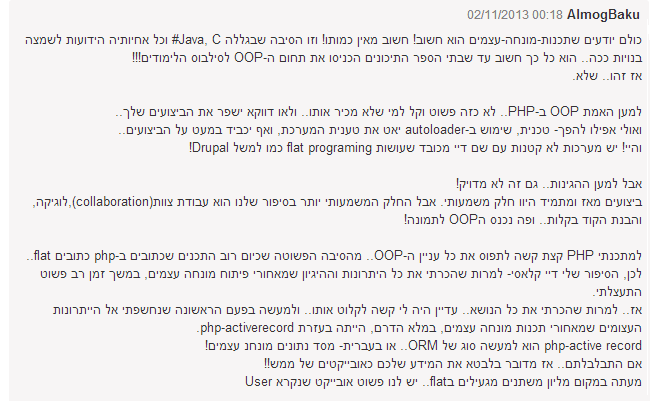 02/11/2013 00:18 AlmogBaku
כולם יודעים שתכנות-מונחה-עצמים הוא חשוב! חשוב מאין כמותו! וזו הסיבה שבגללה Java, C# וכל אחיותיה הידועות לשמצה
בנויות ככה.. הוא כל כך חשוב עד שבתי הספר התיכונים הכניסו את תחום ה-OOP לסילבוס הלימודים!!!
אז זהו.. שלא.
למען האמת OOP ב-PHP.. לא כזה פשוט וקל למי שלא מכיר אותו.. ולאו דווקא ישפר את הביצועים שלך..
ואולי אפילו להפך- טכנית, שימוש ב-autoloader יאט את טענית המערכת, ואף יכביד במעט על הביצועים..
והיי! יש מערכות לא קטנות עם שם דיי מכובד שעושות flat programing כמו למשל Drupal!
אבל למען ההגינות.. גם זה לא מדויק!
ביצועים מאז ומתמיד היוו חלק משמעותי. אבל החלק המשמעותי יותר בסיפור שלנו הוא עבודת צוות(collaboration),לוגיקה,
והבנת הקוד בקלות.. ופה נכנס הOOP לתמונה!
למתכנתי PHP קצת קשה לתפוס את כל עניין ה-OOP.. מהסיבה הפשוטה שכיום רוב התכנים שכתובים ב-php כתובים flat..
לכן, הסיפור שלי דיי קלאסי- למרות שהכרתי את כל היתרונות וההיגיון שמאחורי פיתוח מונחה עצמים, במשך זמן רב פשוט
התעצלתי.
אז.. למרות שהכרתי את כל הנושא.. עדיין היה לי קשה לקלוט אותו.. ולמעשה בפעם הראשונה שנחשפתי אל הייתרונות
העצומים שמאחורי תכנות מונחה עצמים, במלא הדרם, הייתה בעזרת php-activerecord.
php-active record הוא למעשה סוג של ORM.. או בעברית- מסד נתונים מונחנ עצמים!
אם התבלבלתם.. אז מדובר בלבטא את המידע שלכם כאובייקטים של ממש!!
מעתה במקום מליון משתנים מגעילים בflat.. יש לנו פשוט אובייקט שנקרא User